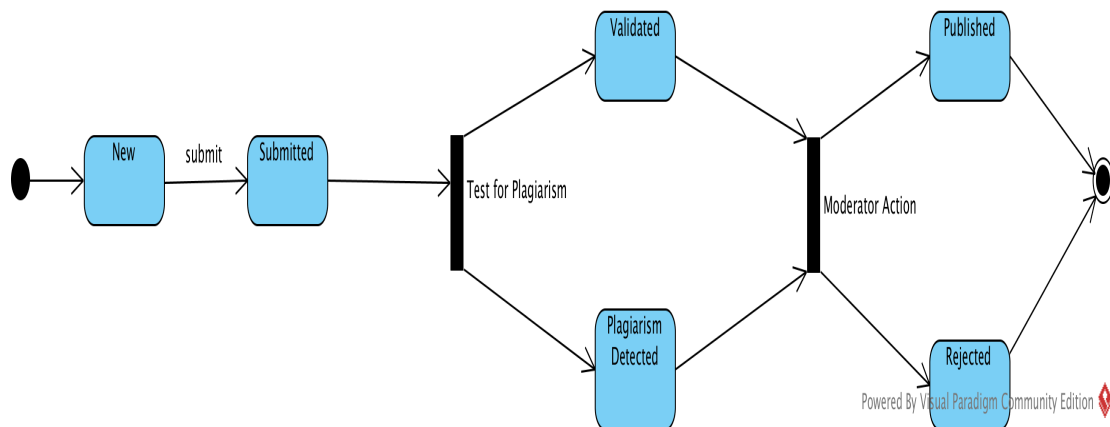 Validated
Published
New
submit
Submitted
Test for Plagiarism
Moderator Action
Plagiarism
Detected
Rejected
Powered By Visual Paradigm Community Edition